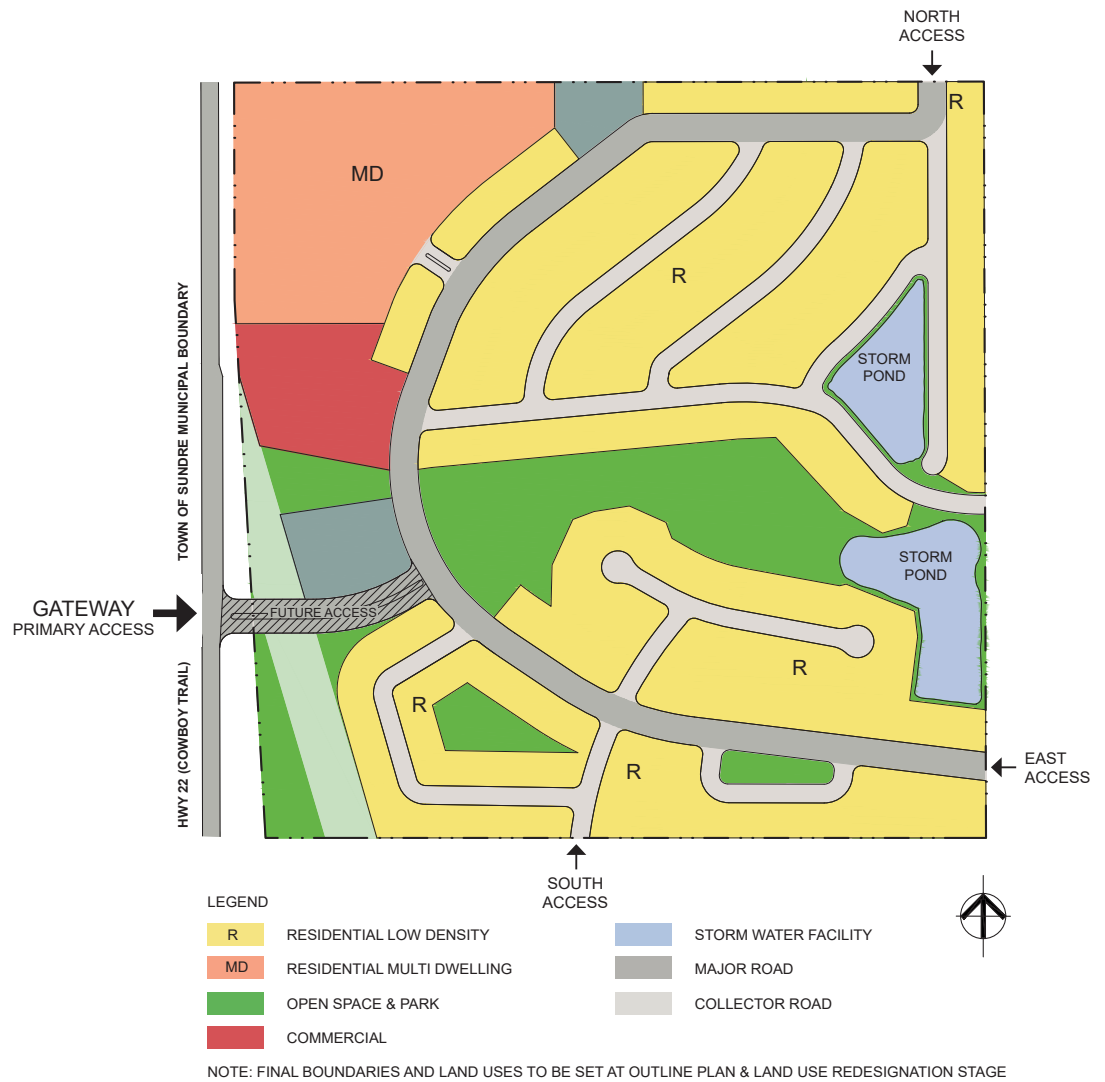 NORTH
ACCESS
R
MD
R
TOWN OF SUNDRE MUNICIPAL BOUNDARY
STORM
POND
STORM
POND
GATEWAY
PRIMARY ACCESS
FUTURE ACCESS
HWY 22 (COWBOY TRAIL)
R
R
R
EAST
ACCESS
SOUTH
ACCESS
LEGEND
R RESIDENTIAL LOW DENSITY
MD RESIDENTIAL MULTI DWELLING
OPEN SPACE & PARK
COMMERCIAL
STORM WATER FACILITY
MAJOR ROAD
COLLECTOR ROAD
NOTE: FINAL BOUNDARIES AND LAND USES TO BE SET AT OUTLINE PLAN & LAND USE REDESIGNATION STAGE